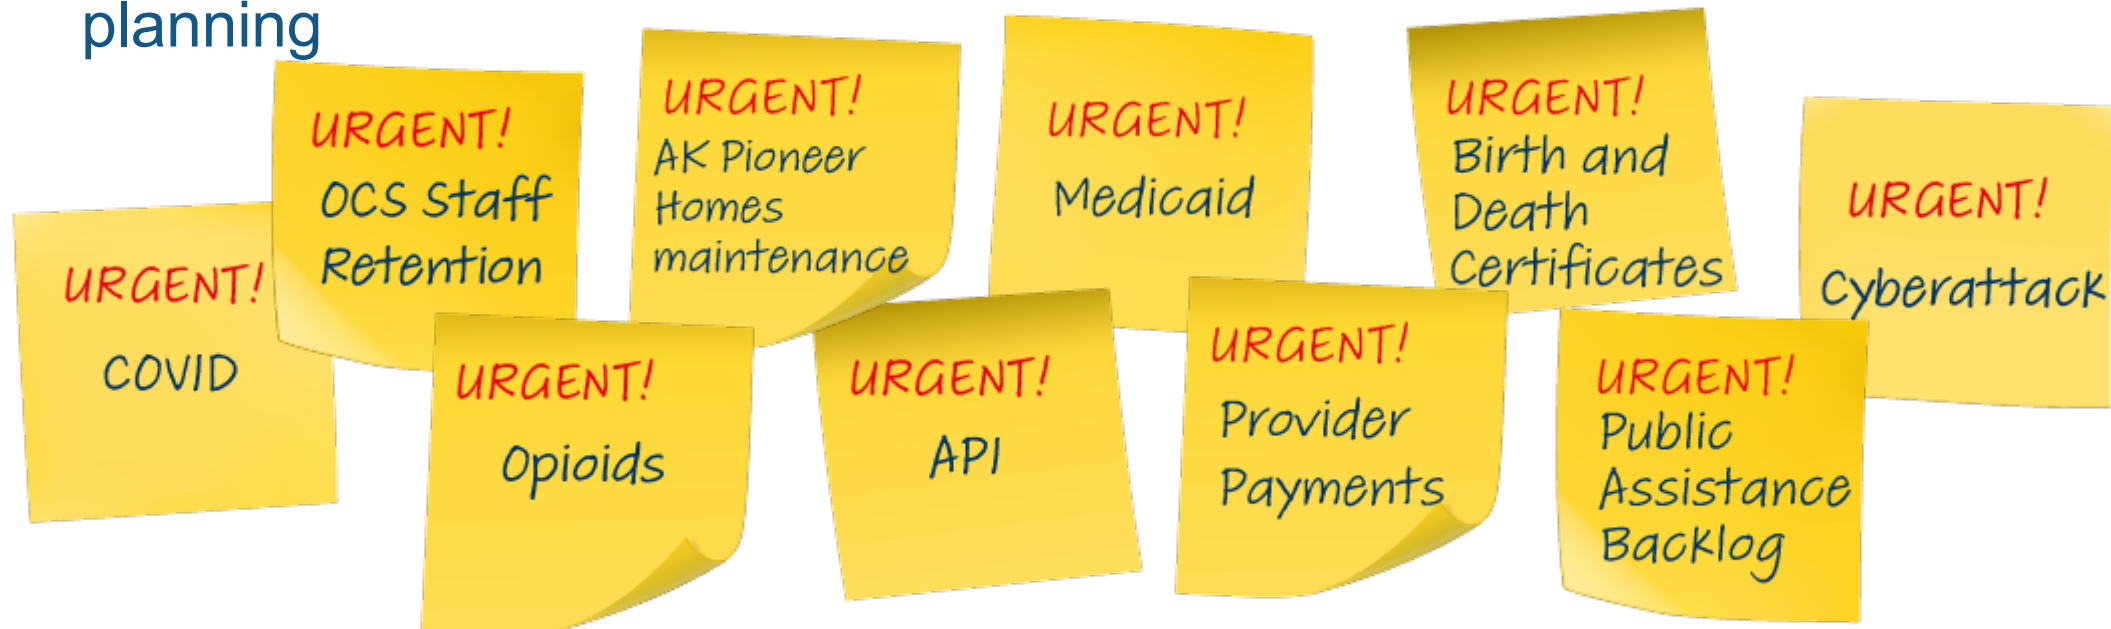 planning
URGENT!
COVID
URGENT!
OCS Staff
Retention
URGENT!
Opioids
URGENT!
AK Pioneer
Homes
maintenance
URGENT!
API
URGENT!
Medicaid
URGENT!
Provider
Payments
URGENT!
Birth and
Death
Certificates
URGENT!
Public
Assistance
Backlog
URGENT!
Cyberattack